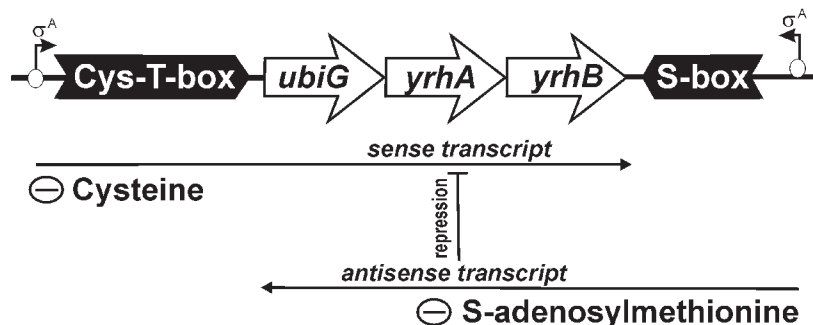 σA σA
Cys-T-box ubiG yrhA yrhB S-box
sense transcript
⊖ Cysteine
repression
antisense transcript
⊖ S-adenosylmethionine